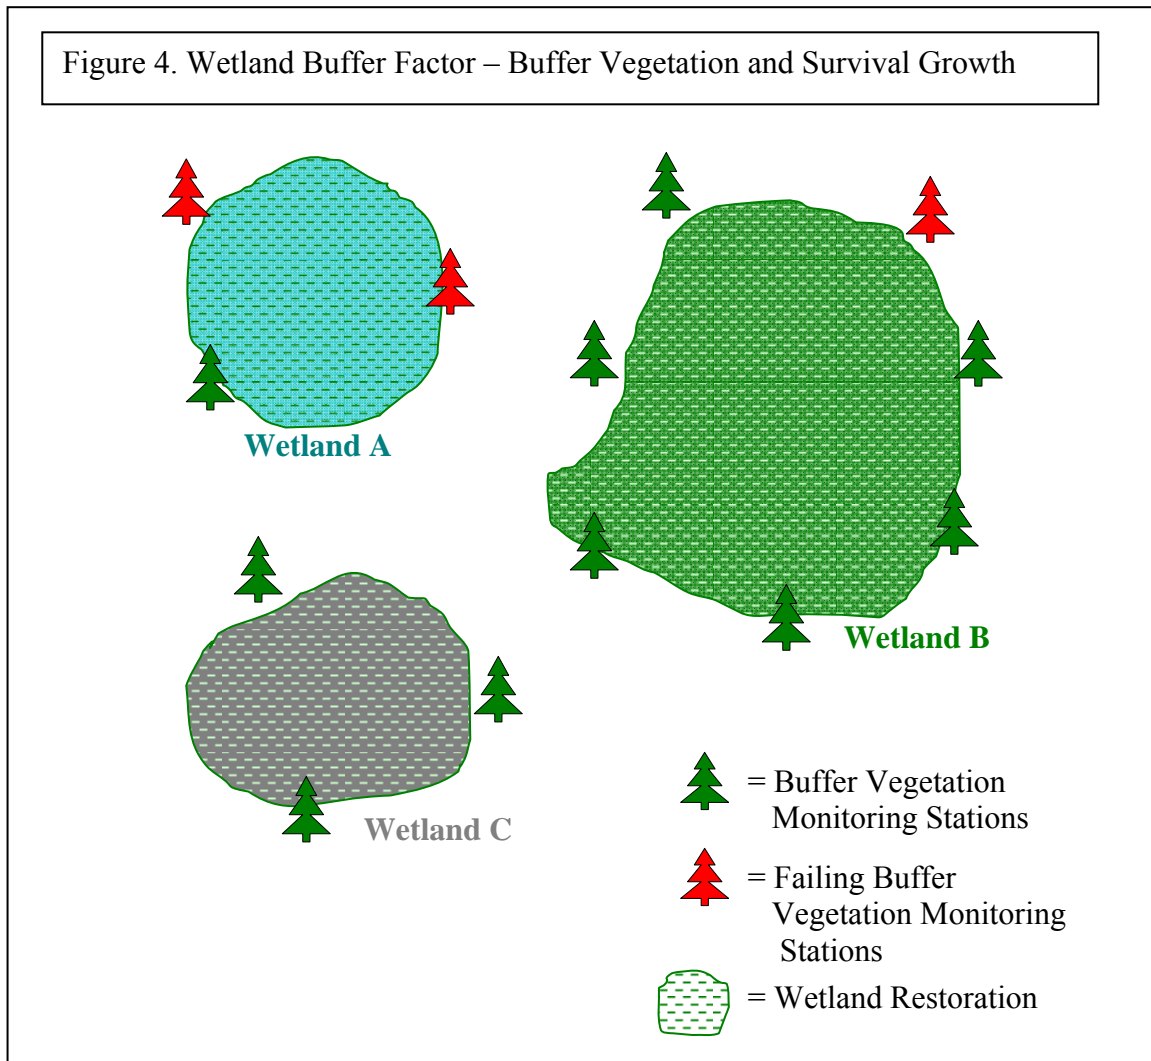 Figure 4. Wetland Buffer Factor – Buffer Vegetation and Survival Growth
Wetland A
Wetland B
Wetland C
= Buffer Vegetation
Monitoring Stations
= Failing Buffer
Vegetation Monitoring
Stations
= Wetland Restoration